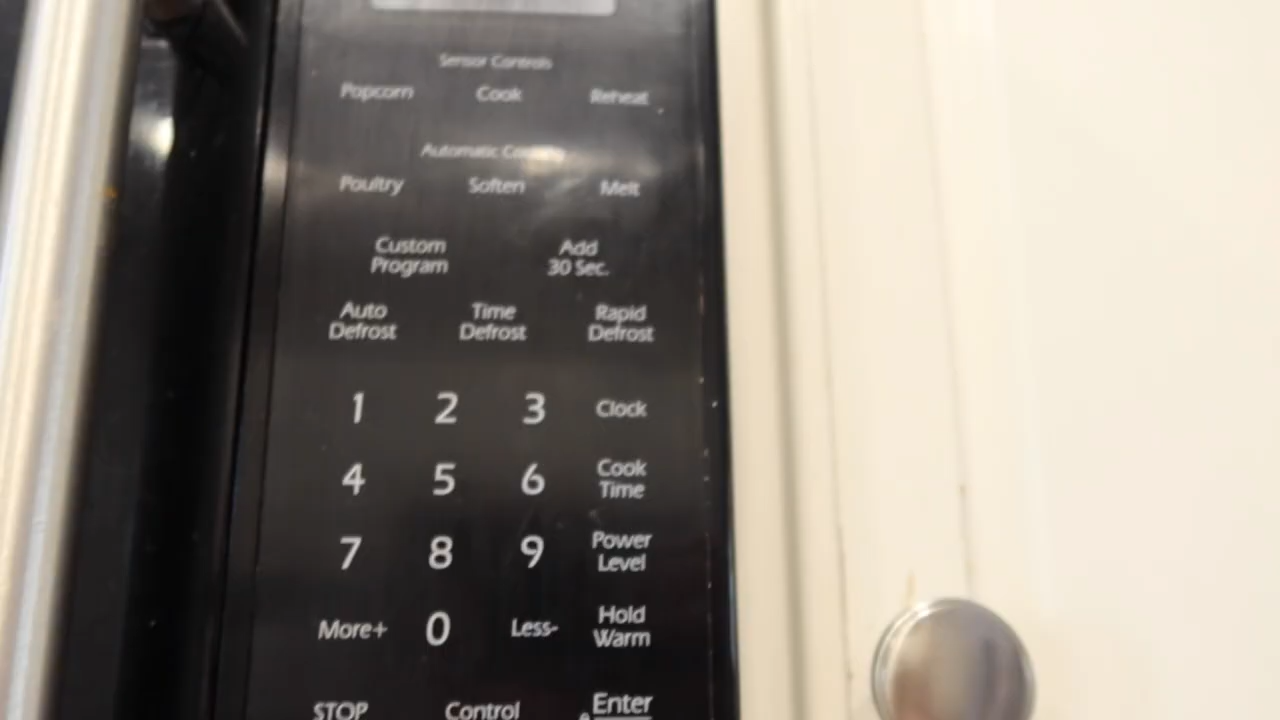 Sensor Controls
Popcorn Cook Reheat
Automatic
Poultry Soften Melt
Custom Program
Add 30 Sec.
Auto Defrost
Time Defrost
Rapid Defrost
1 2 3 Clock
4 5 6 Cook Time
7 8 9 Power Level
More+ 0 Less- Hold Warm
STOP Control Enter